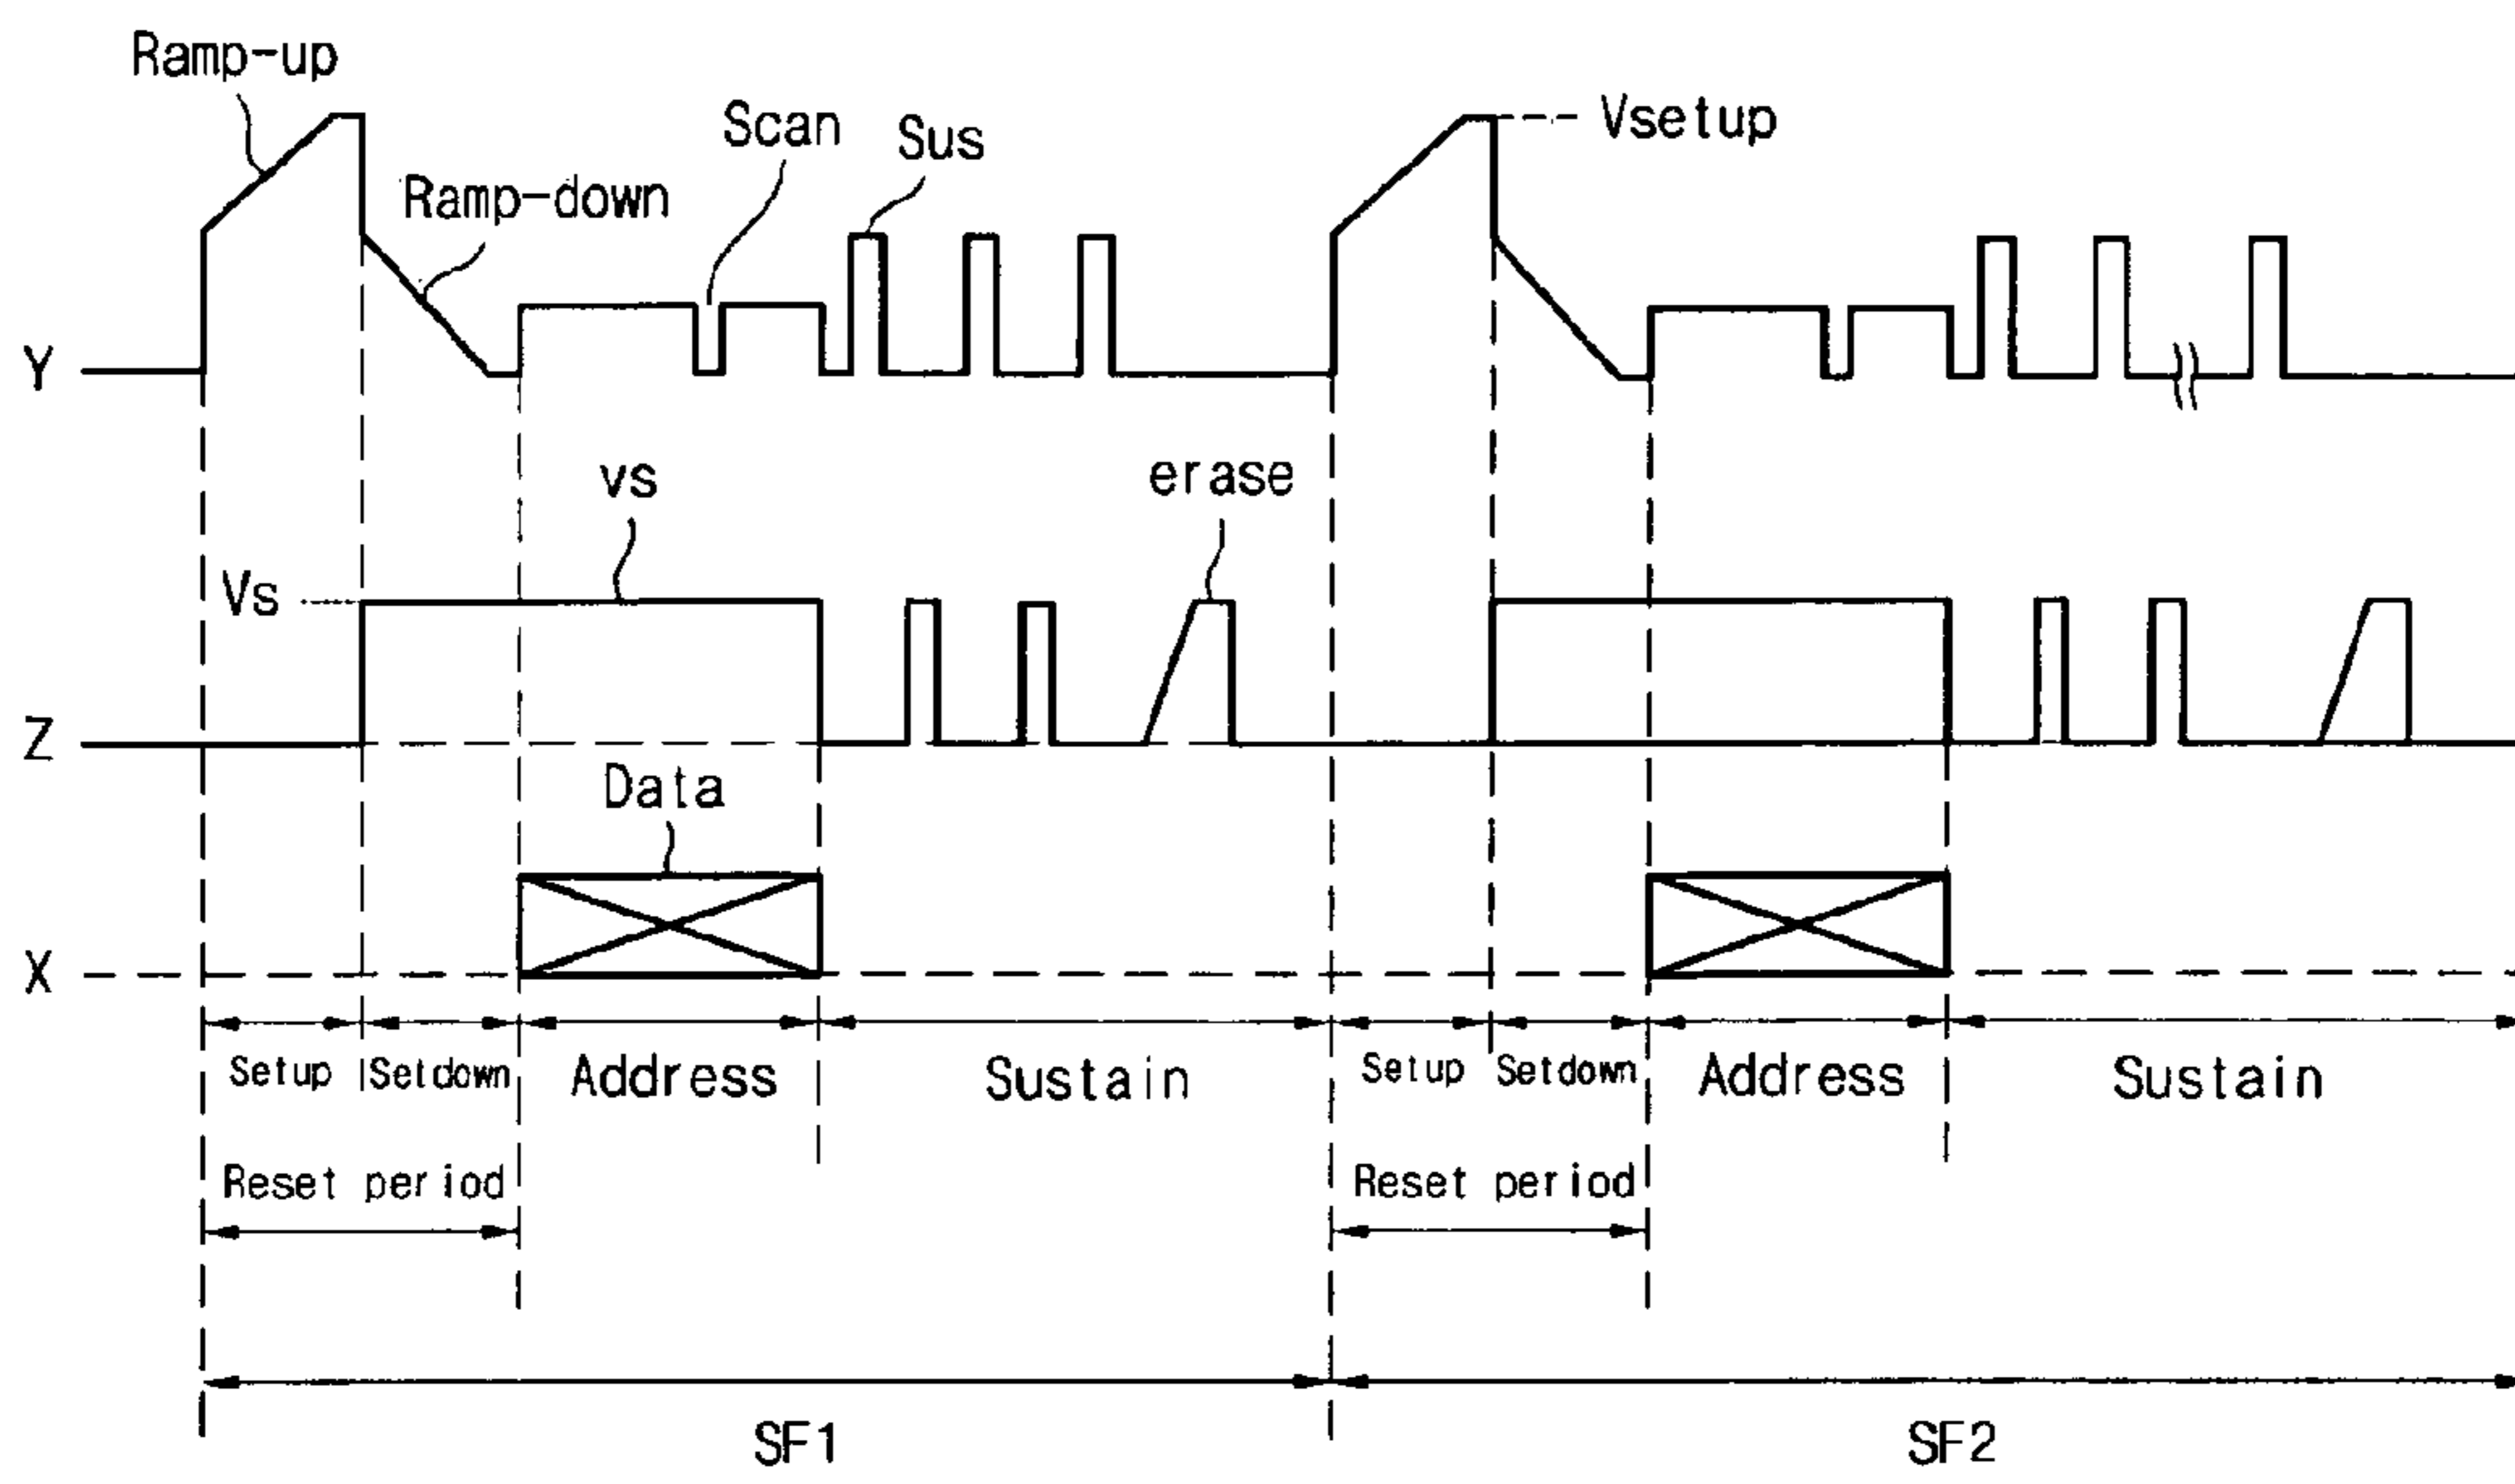 Ramp-up
Scan
Sus
Vsetup
Ramp-down
Y
vs
erase
Vs
Z
Data
X
Setup
Setdown
Address
Sustain
Setup
Setdown
Address
Sustain
Reset period
Reset period
SF1
SF2